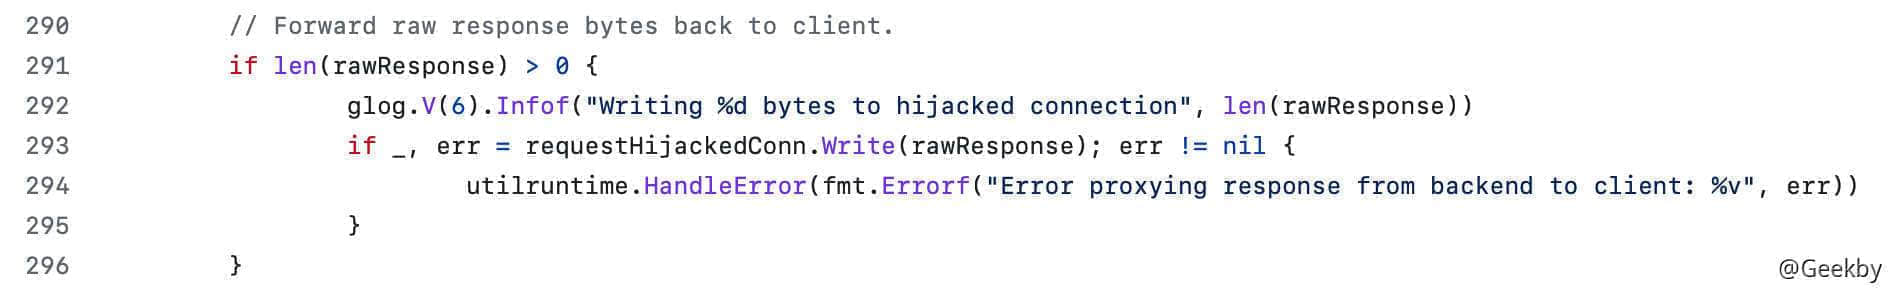 290 // Forward raw response bytes back to client.
291 if len(rawResponse) > 0 {
292 glog.V(6).Infof("Writing %d bytes to hijacked connection", len(rawResponse))
293 if _, err = requestHijackedConn.Write(rawResponse); err != nil {
294 utilruntime.HandleError(fmt.Errorf("Error proxying response from backend to client: %v", err))
295 }
296 }
@Geekby